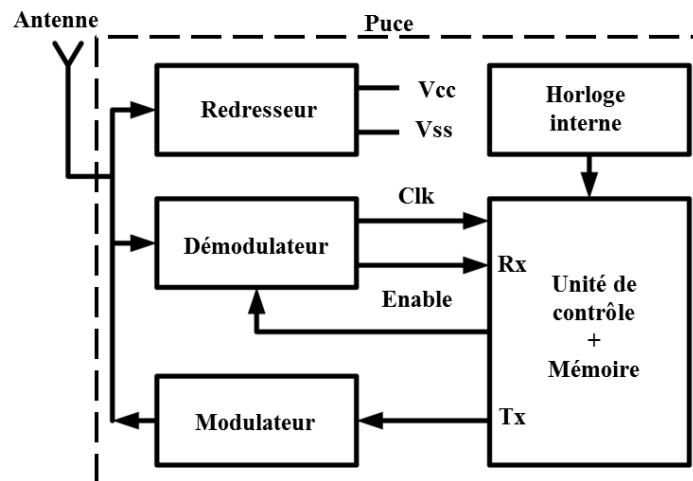 Antenne
Puce
Redresseur
Vcc
Vss
Horloge
interne
Démodulateur
Clk
Rx
Enable
Unité de
contrôle
+
Mémoire
Modulateur
Tx